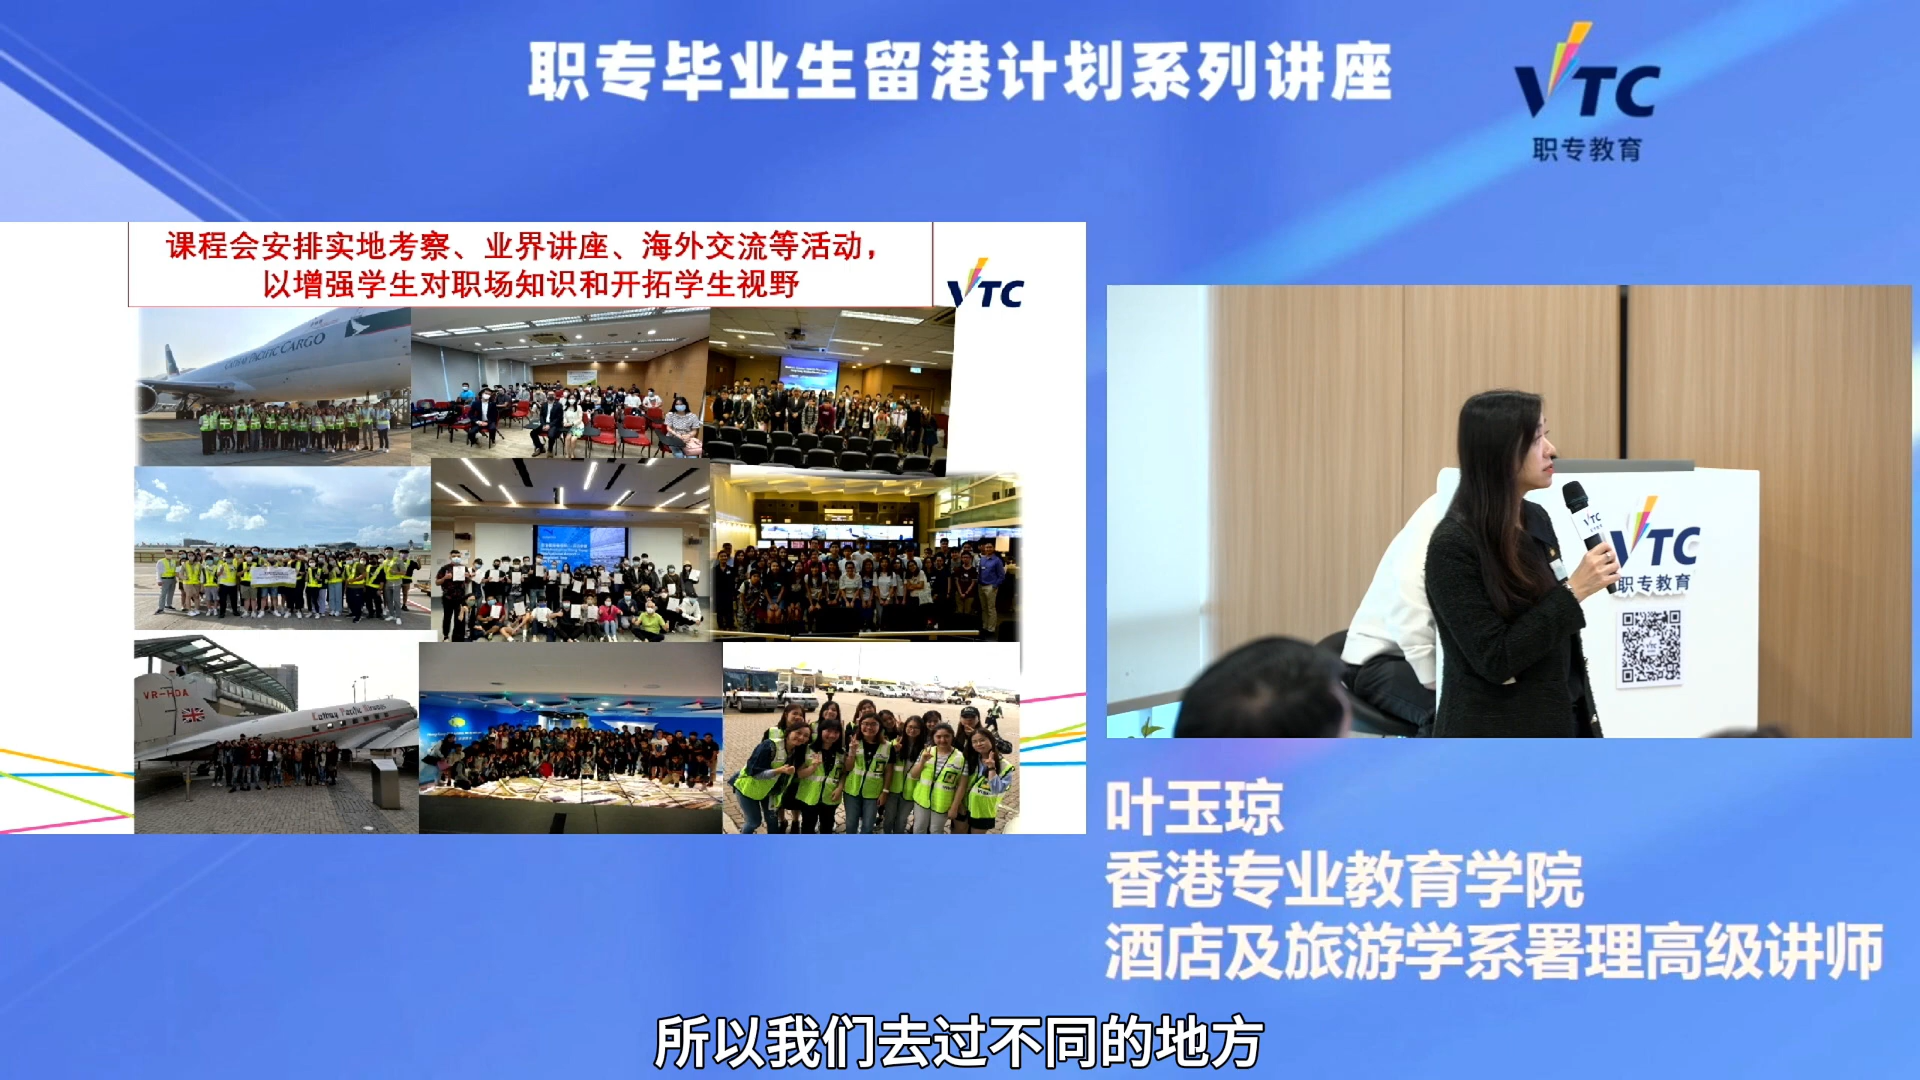 职专毕业生留港计划系列讲座
VTC
职专教育
课程会安排实地考察、业界讲座、海外交流等活动，
以增强学生对职场知识和开拓学生视野
VTC
CATHAY PACIFIC CARGO
VR-HDA
Cathay Pacific Airways
VTC
VTC
职专教育
叶玉琼
香港专业教育学院
酒店及旅游学系署理高级讲师
所以我们去过不同的地方